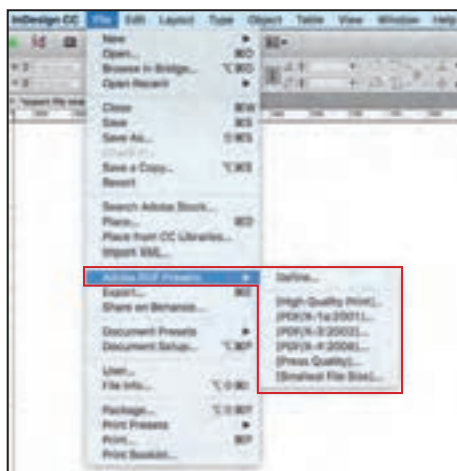 InDesign CC File Edit Layout Type Object Table View Window Help
New
Open... ⌘O
Browse in Bridge... ⌥⌘O
Open Recent
Close ⌘W
Save ⌘S
Save As... ⇧⌘S
Save a Copy... ⌥⌘S
Revert
Search Adobe Stock...
Place... ⌘D
Place from CC Libraries...
Import XML...
Adobe PDF Presets
Define...
Export... ⌘E
[High Quality Print]...
Share on Behance...
[PDF/X-1a:2001]...
[PDF/X-3:2002]...
Document Presets
[PDF/X-4:2008]...
Document Setup... ⌥⌘P
[Press Quality]...
[Smallest File Size]...
User...
File Info...
Package...
Print Presets
Print... ⌘P
Print Booklet...